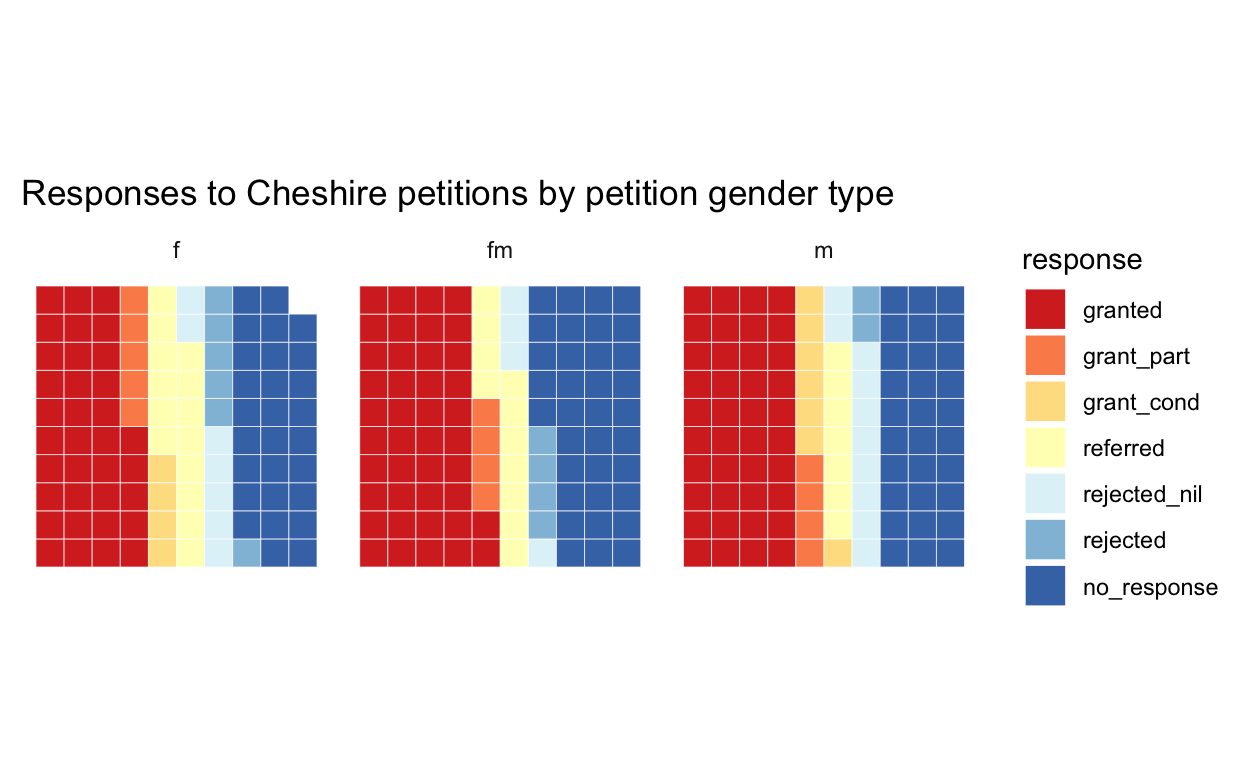 Responses to Cheshire petitions by petition gender type
f
fm
m
response
granted
grant_part
grant_cond
referred
rejected_nil
rejected
no_response